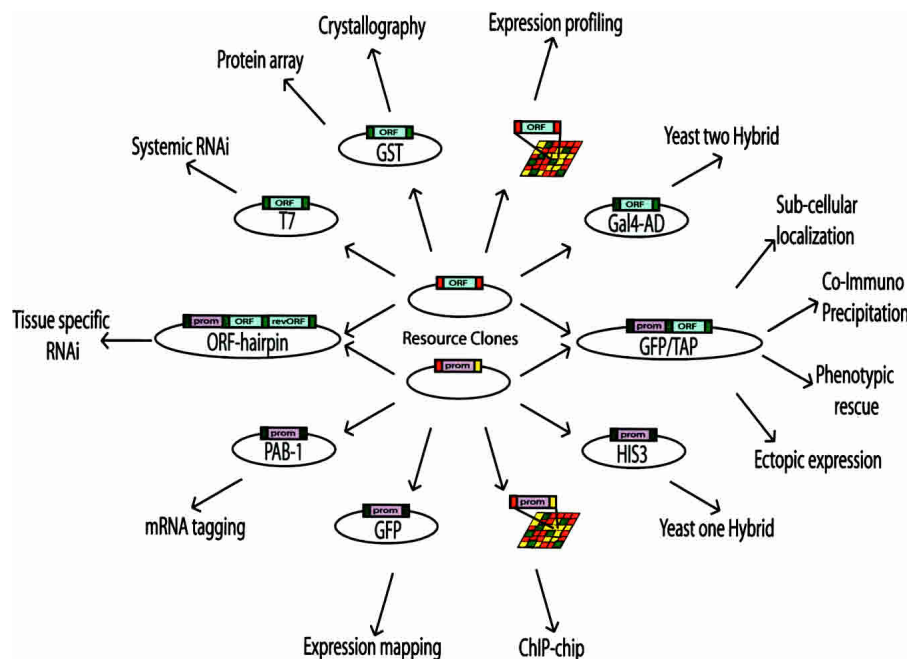 Crystallography
Expression profiling
Protein array
ORF
ORF
GST
Systemic RNAi
Yeast two Hybrid
ORF
T7
ORF
Gal4-AD
Sub-cellular
localization
ORF
Co-Immuno
Precipitation
Tissue specific
RNAi
prom ORF revORF
ORF-hairpin
Resource Clones
prom ORF
GFP/TAP
prom
Phenotypic
rescue
prom
PAB-1
prom
HIS3
Ectopic expression
mRNA tagging
prom
GFP
prom
Yeast one Hybrid
Expression mapping
ChIP-chip